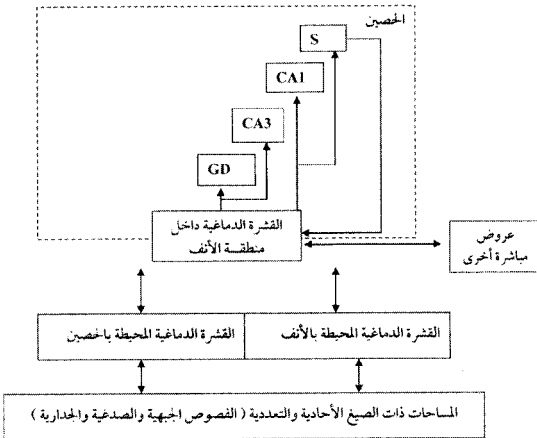 الحصين
S
CA1
CA3
GD
القشرة الدماغية داخل
منطقة الأنف
عروض
مباشرة أخرى
القشرة الدماغية المحيطة بالأنف
القشرة الدماغية المحيطة بالحصين
المساحات ذات الصيغ الأحادية والتعددية ( الفصوص الجبهية والصدغية والجدارية )